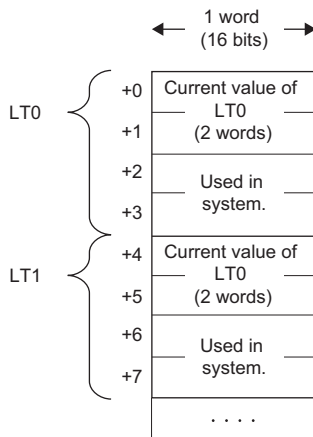 1 word
(16 bits)
LT0
+0
Current value of
LT0
+1
(2 words)
+2
Used in
system.
+3
LT1
+4
Current value of
LT0
+5
(2 words)
+6
Used in
system.
+7
. . . .